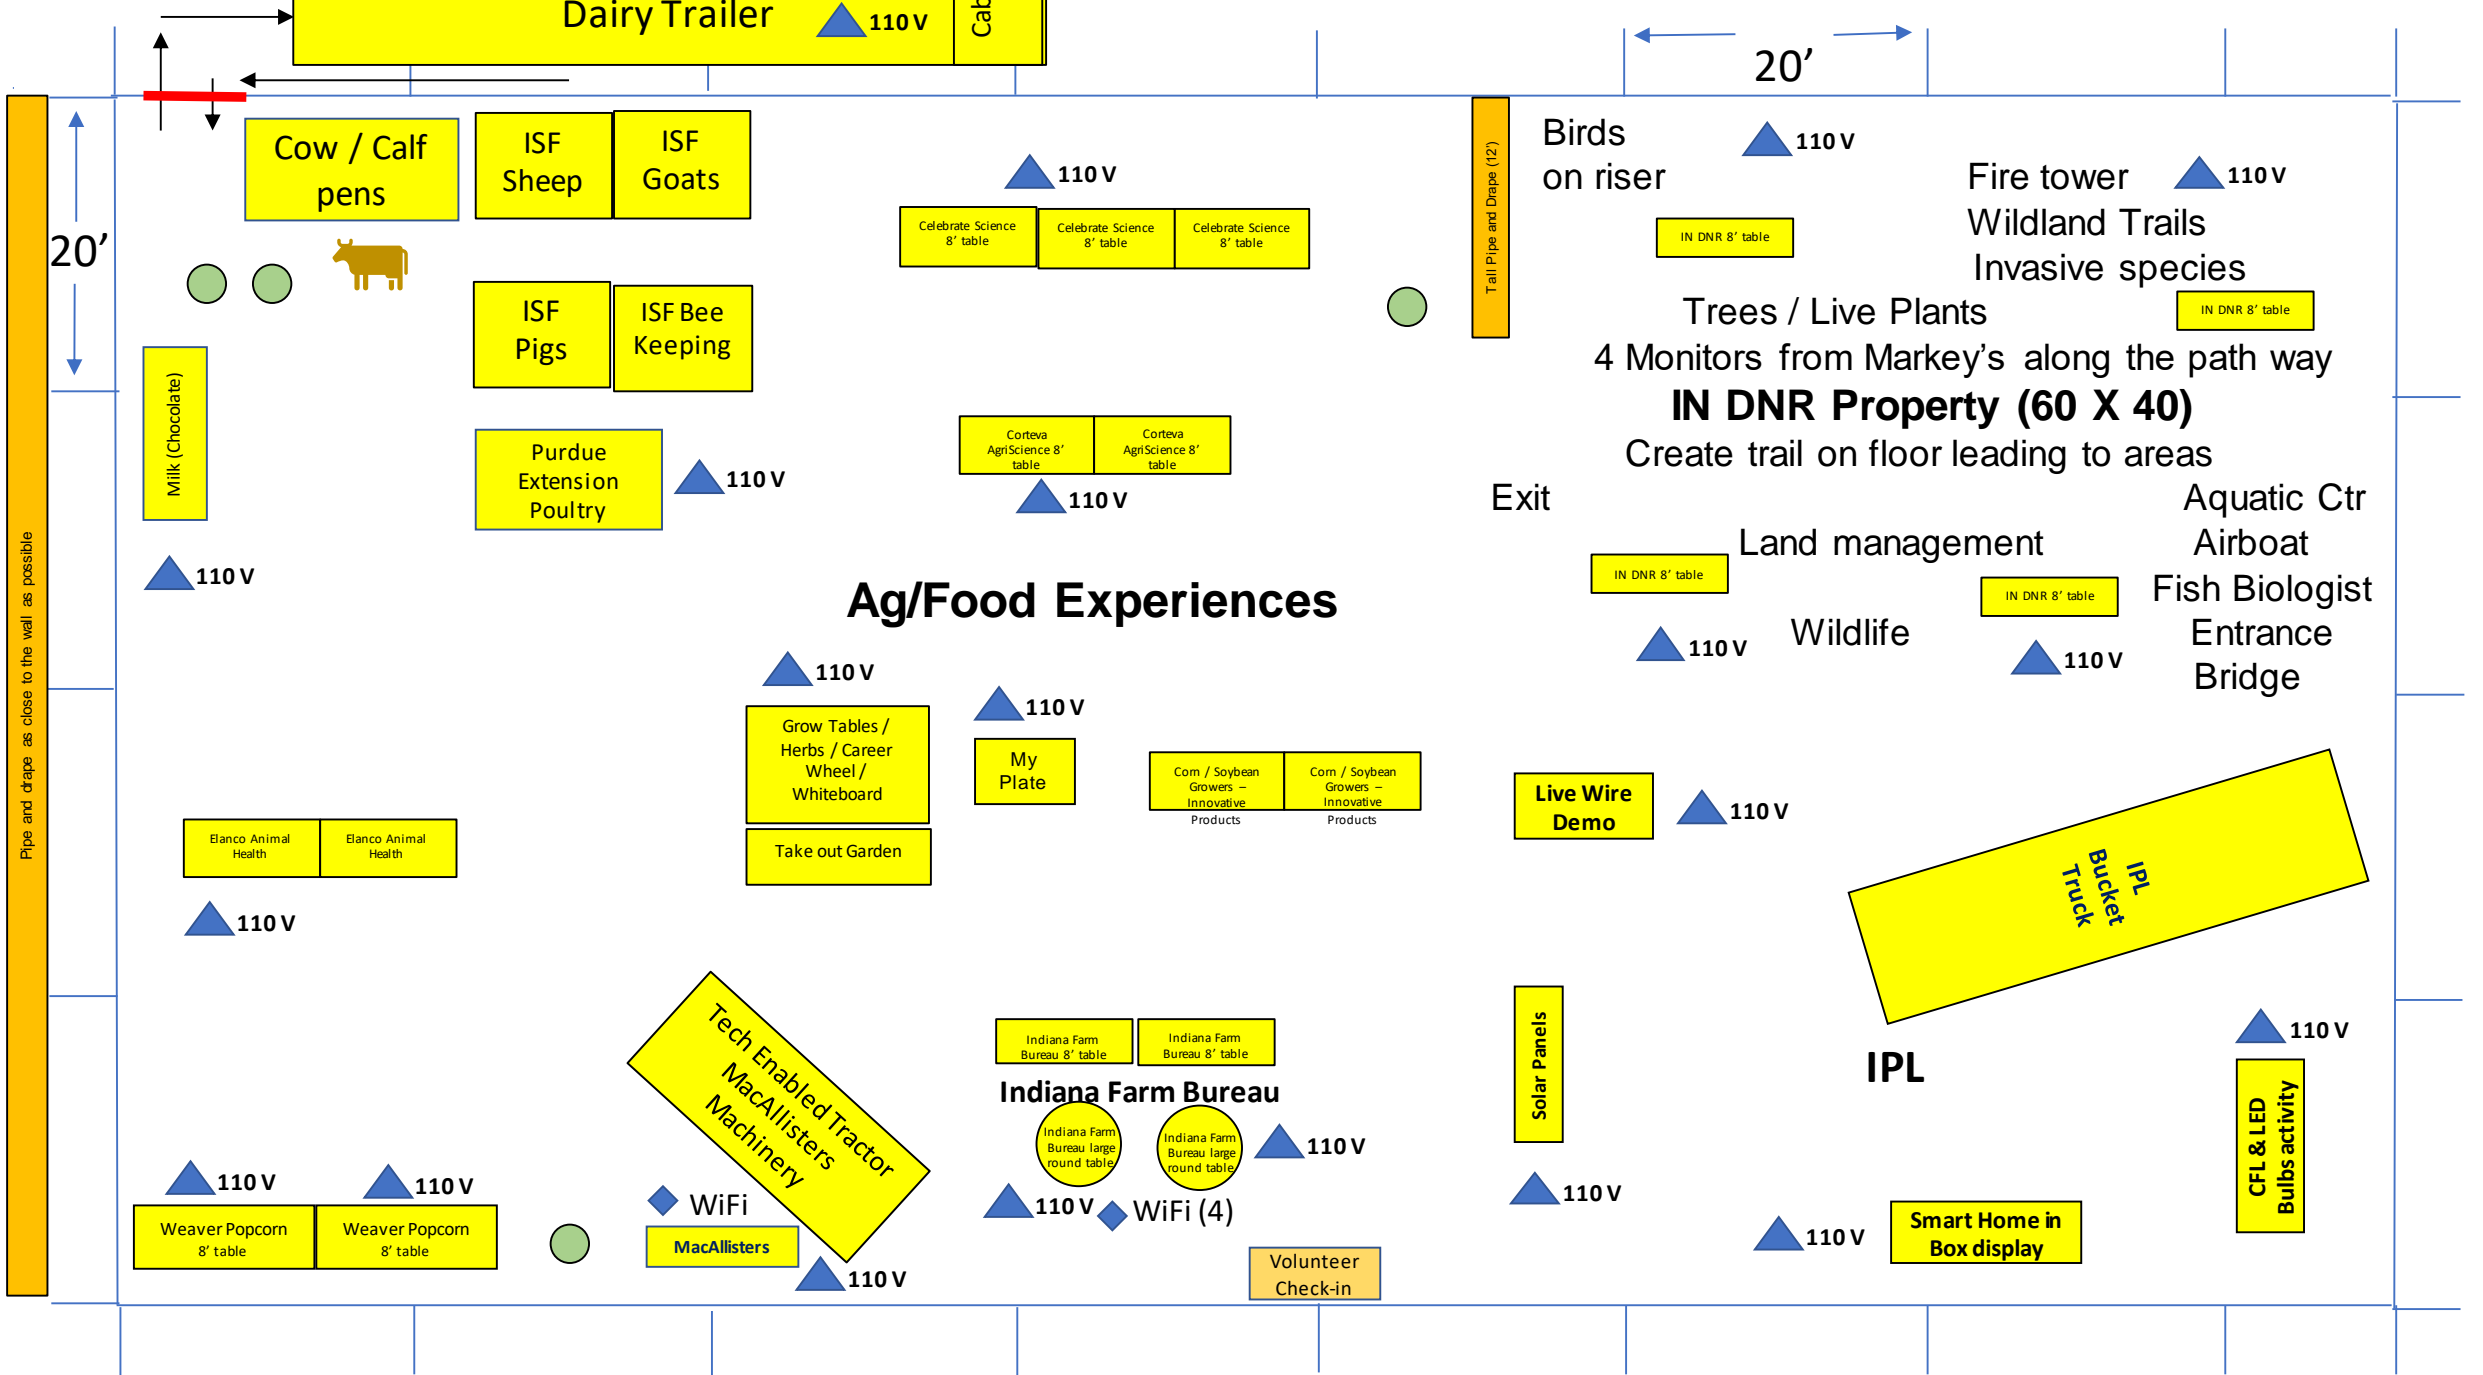 Dairy Trailer
110 V
Cab
20’
20’
Pipe and drape as close to the wall as possible
Cow / Calf
pens
ISF
Sheep
ISF
Goats
ISF
Pigs
ISF Bee
Keeping
Milk (Chocolate)
110 V
Purdue
Extension
Poultry
110 V
110 V
Celebrate Science
8’ table
Celebrate Science
8’ table
Celebrate Science
8’ table
Corteva
AgriScience 8’
table
Corteva
AgriScience 8’
table
110 V
Tall Pipe and Drape (12’)
Birds
on riser
110 V
IN DNR 8’ table
Fire tower
110 V
Wildland Trails
Invasive species
IN DNR 8’ table
Trees / Live Plants
4 Monitors from Markey’s along the path way
IN DNR Property (60 X 40)
Create trail on floor leading to areas
Exit
Aquatic Ctr
Land management
Airboat
IN DNR 8’ table
IN DNR 8’ table
Fish Biologist
110 V
Wildlife
110 V
Entrance
Bridge
Ag/Food Experiences
110 V
Grow Tables /
Herbs / Career
Wheel /
Whiteboard
Take out Garden
110 V
My
Plate
Corn / Soybean
Growers –
Innovative
Products
Corn / Soybean
Growers –
Innovative
Products
Live Wire
Demo
110 V
IPL
Bucket
Truck
Elanco Animal
Health
Elanco Animal
Health
110 V
Tech Enabled Tractor
MacAllisters
Machinery
Indiana Farm
Bureau 8’ table
Indiana Farm
Bureau 8’ table
Indiana Farm Bureau
Indiana Farm
Bureau large
round table
Indiana Farm
Bureau large
round table
110 V
110 V
WiFi (4)
Solar Panels
110 V
IPL
110 V
CFL & LED
Bulbs activity
110 V
Smart Home in
Box display
110 V
110 V
Weaver Popcorn
8’ table
Weaver Popcorn
8’ table
WiFi
MacAllisters
110 V
Volunteer
Check-in